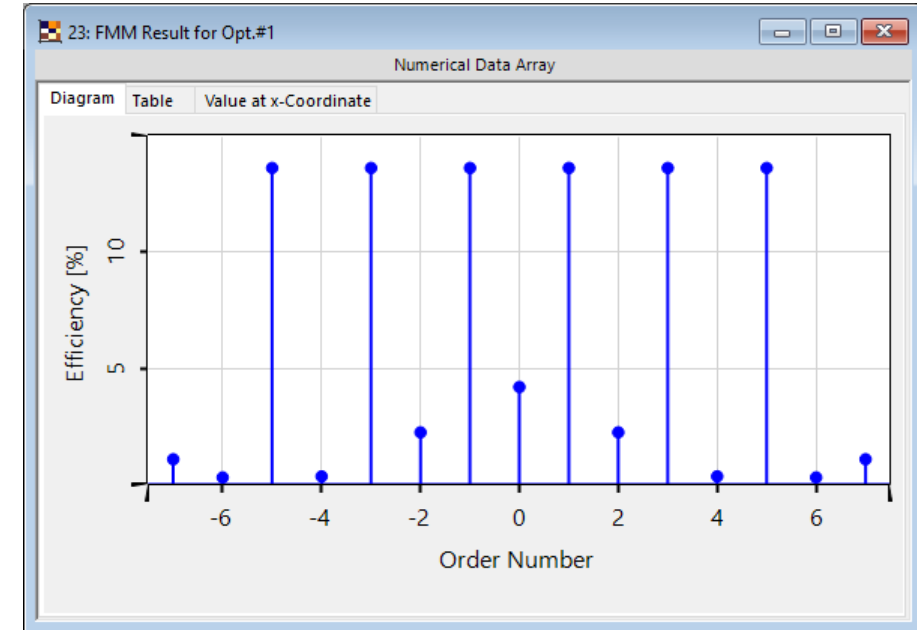 23: FMM Result for Opt.#1
Numerical Data Array
Diagram Table Value at x-Coordinate
Efficiency [%]
10
5
-6 -4 -2 0 2 4 6
Order Number